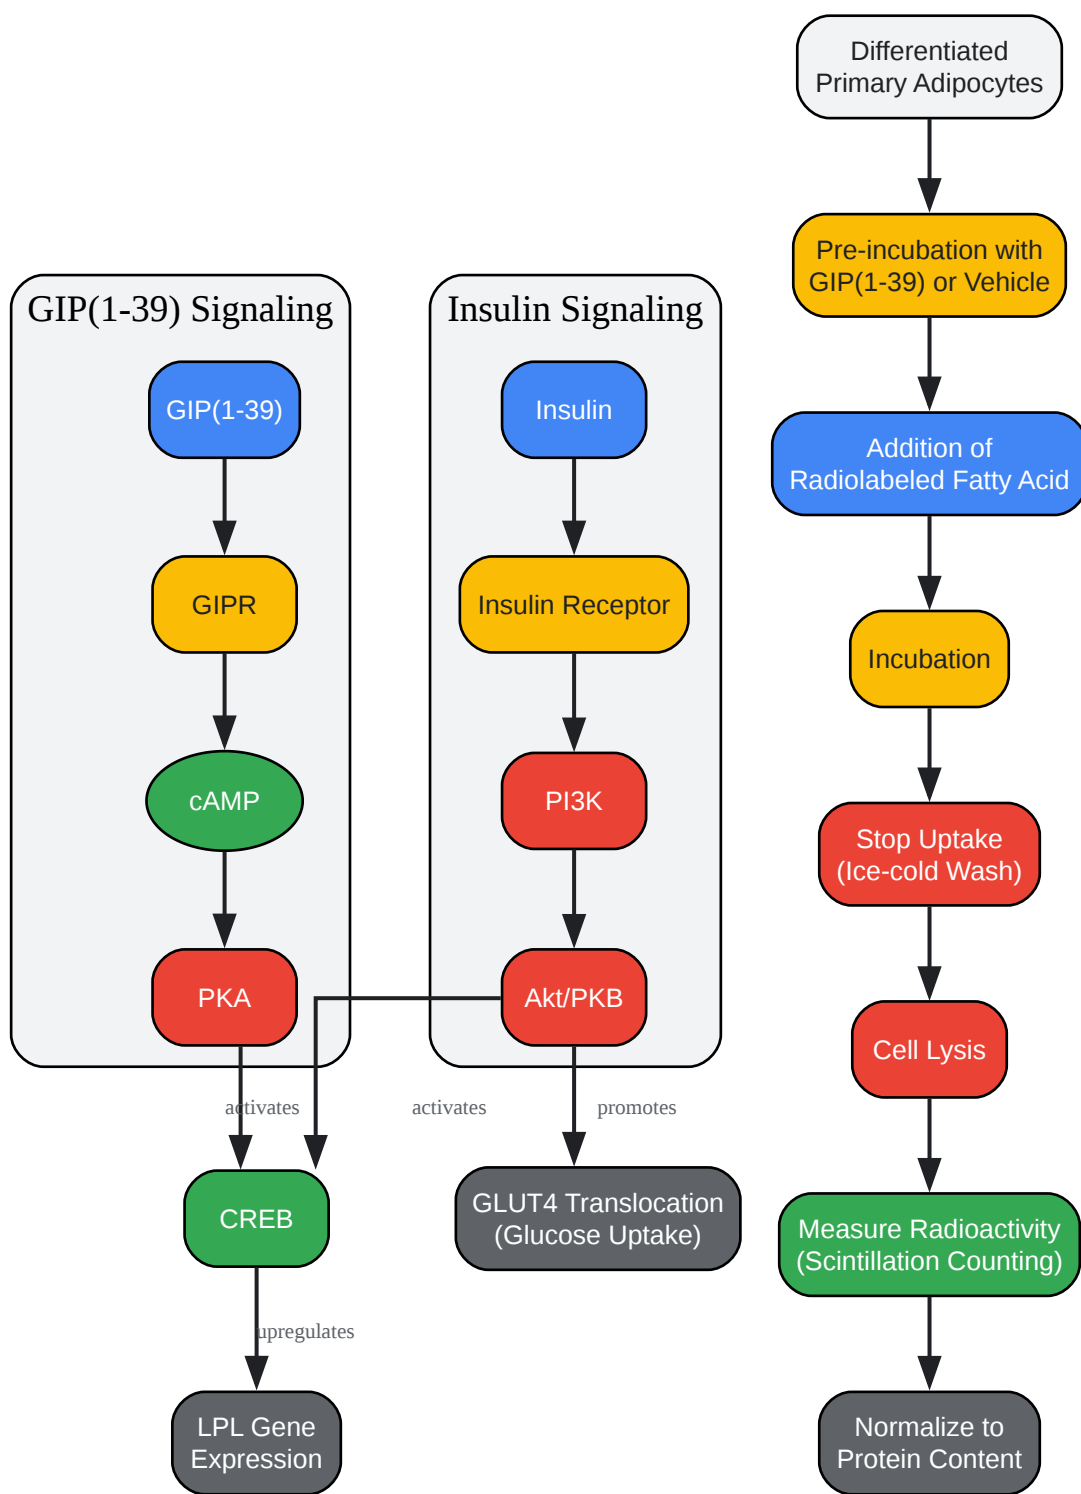 GIP(1-39) Signaling
GIP(1-39)
GIPR
cAMP
PKA
activates
CREB
upregulates
LPL Gene
Expression
Insulin Signaling
Insulin
Insulin Receptor
PI3K
Akt/PKB
activates
promotes
GLUT4 Translocation
(Glucose Uptake)
Differentiated
Primary Adipocytes
Pre-incubation with
GIP(1-39) or Vehicle
Addition of
Radiolabeled Fatty Acid
Incubation
Stop Uptake
(Ice-cold Wash)
Cell Lysis
Measure Radioactivity
(Scintillation Counting)
Normalize to
Protein Content